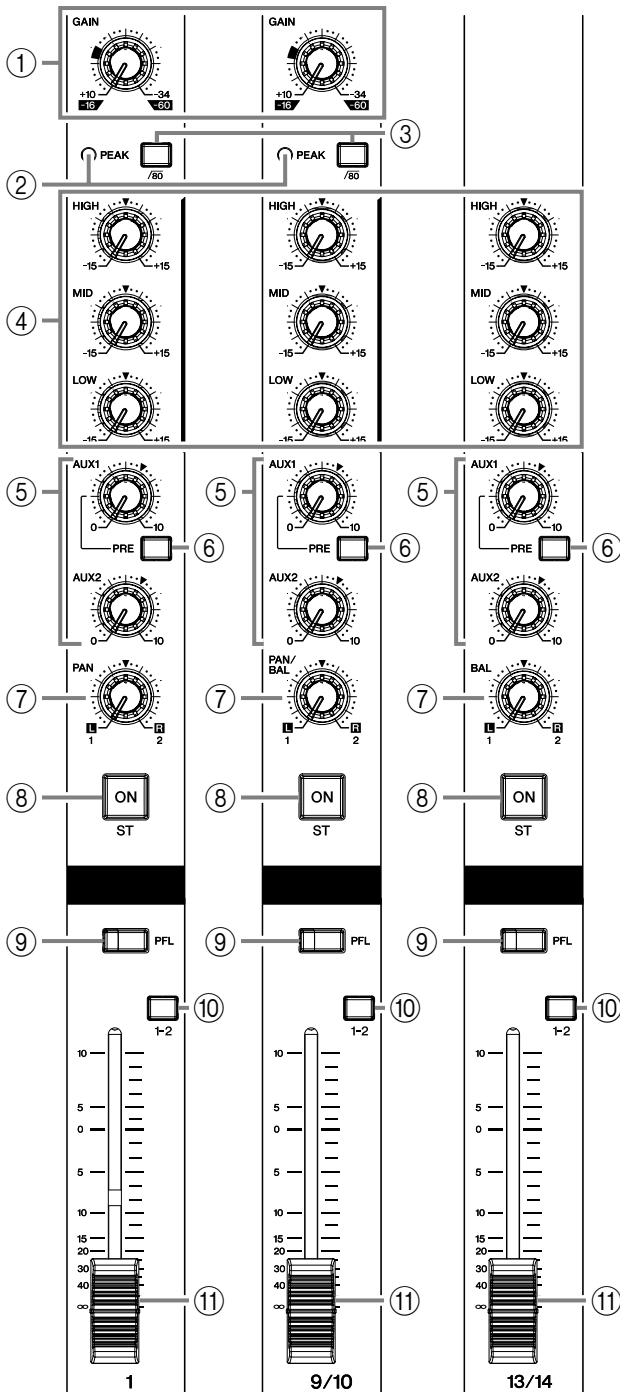 GAIN GAIN
① +10 -34 +10 -34
-16 -60 -16 -60
③
PEAK PEAK
② /80 /80
HIGH HIGH HIGH
-15 +15 -15 +15 -15 +15
④ MID MID MID
-15 +15 -15 +15 -15 +15
LOW LOW LOW
-15 +15 -15 +15 -15 +15
AUX1 AUX1 AUX1
⑤ ⑤ ⑤
0 10 0 10 0 10
PRE ⑥ PRE ⑥ PRE ⑥
AUX2 AUX2 AUX2
0 10 0 10 0 10
PAN PAN/ BAL
BAL
⑦ ⑦ ⑦
L R L R L R
1 2 1 2 1 2
⑧ ON ⑧ ON ⑧ ON
ST ST ST
⑨ PFL ⑨ PFL ⑨ PFL
⑩ ⑩ ⑩
1-2 1-2 1-2
10 10 10
5 5 5
0 0 0
5 5 5
10 10 10
15 15 15
20 20 20
30 30 30
40 40 40
⑪ ⑪ ⑪
∞ ∞ ∞
1 9/10 13/14